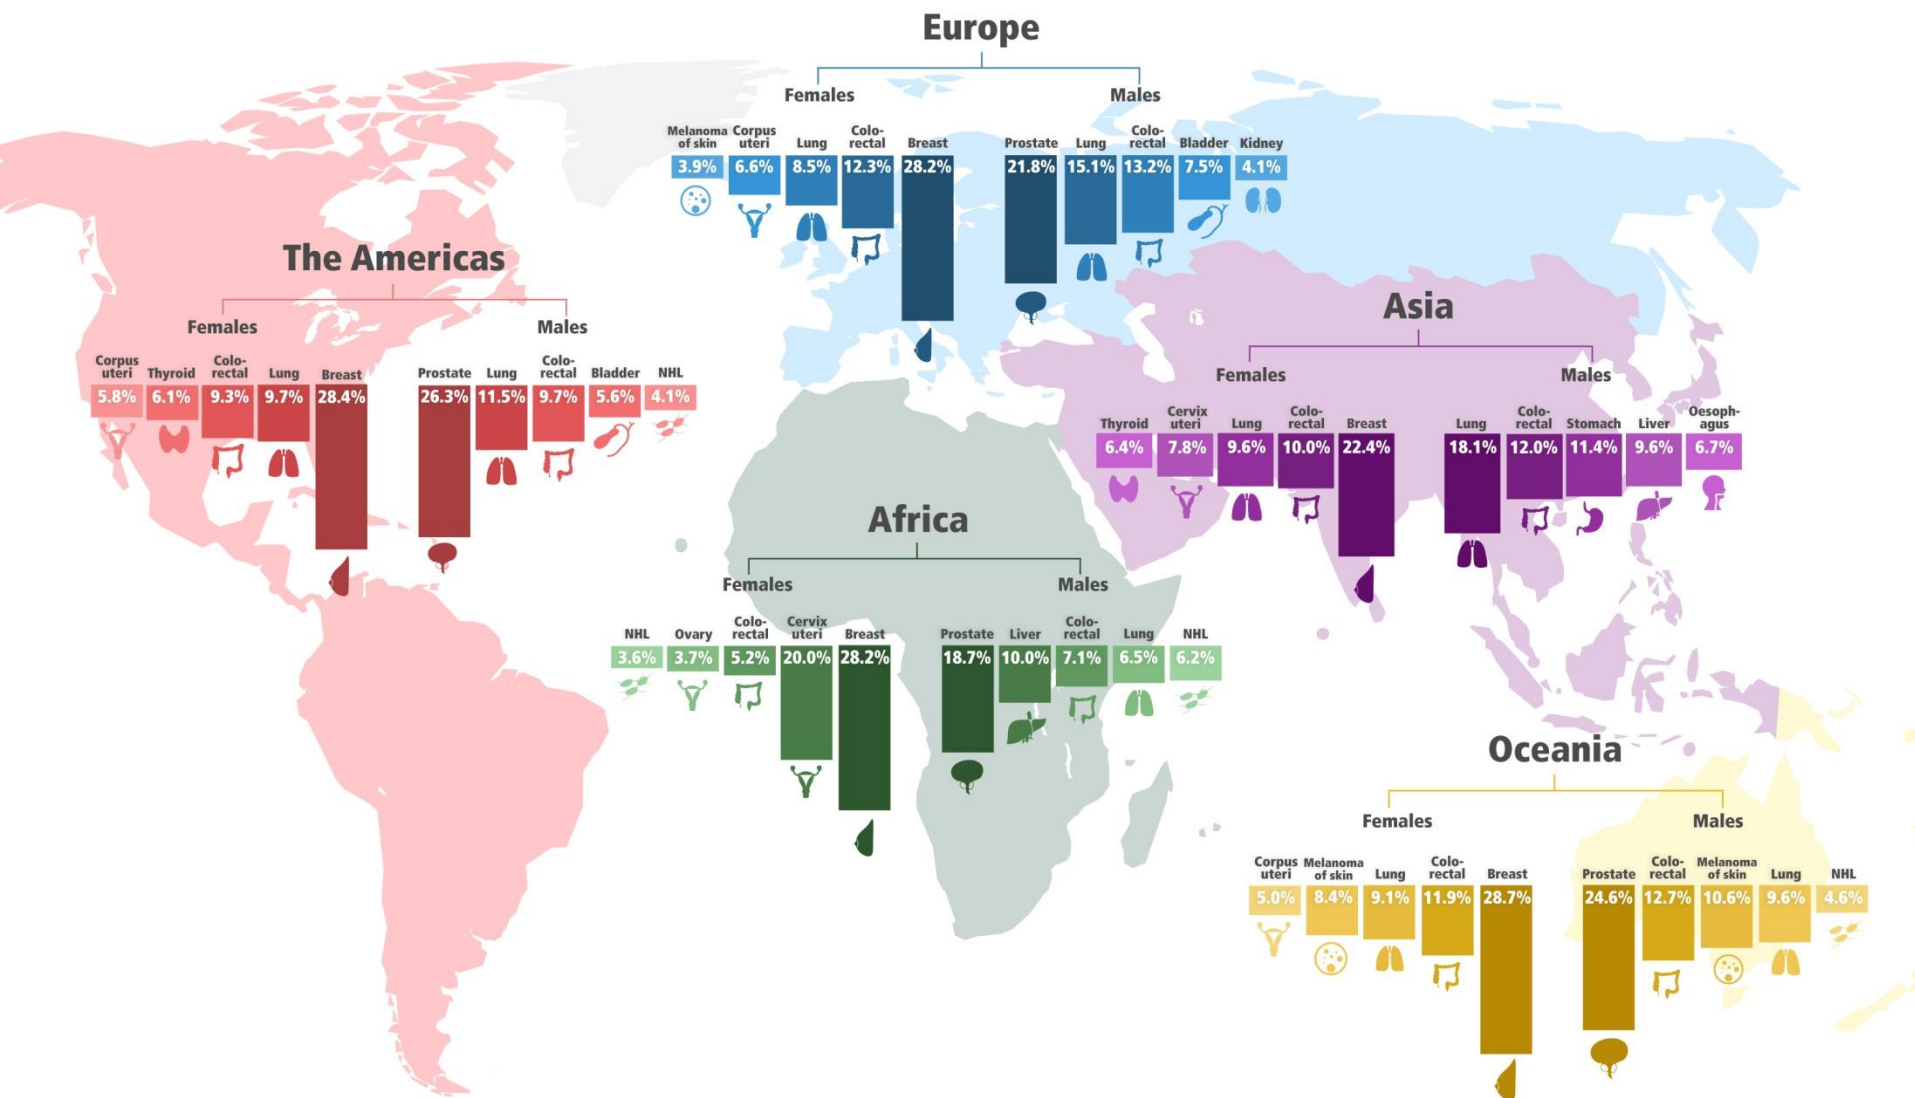 Europe
Females
Males
Melanoma
of skin
Corpus
uteri
Lung
Colo-
rectal
Breast
Prostate
Lung
Colo-
rectal
Bladder
Kidney
3.9%
6.6%
8.5%
12.3%
28.2%
21.8%
15.1%
13.2%
7.5%
4.1%
The Americas
Females
Males
Corpus
uteri
Thyroid
Colo-
rectal
Lung
Breast
Prostate
Lung
Colo-
rectal
Bladder
NHL
5.8%
6.1%
9.3%
9.7%
28.4%
26.3%
11.5%
9.7%
5.6%
4.1%
Asia
Females
Males
Thyroid
Cervix
uteri
Lung
Colo-
rectal
Breast
Lung
Colo-
rectal
Stomach
Liver
Oesoph-
agus
6.4%
7.8%
9.6%
10.0%
22.4%
18.1%
12.0%
11.4%
9.6%
6.7%
Africa
Females
Males
NHL
Ovary
Colo-
rectal
Cervix
uteri
Breast
Prostate
Liver
Colo-
rectal
Lung
NHL
3.6%
3.7%
5.2%
20.0%
28.2%
18.7%
10.0%
7.1%
6.5%
6.2%
Oceania
Females
Males
Corpus
uteri
Melanoma
of skin
Lung
Colo-
rectal
Breast
Prostate
Colo-
rectal
Melanoma
of skin
Lung
NHL
5.0%
8.4%
9.1%
11.9%
28.7%
24.6%
12.7%
10.6%
9.6%
4.6%